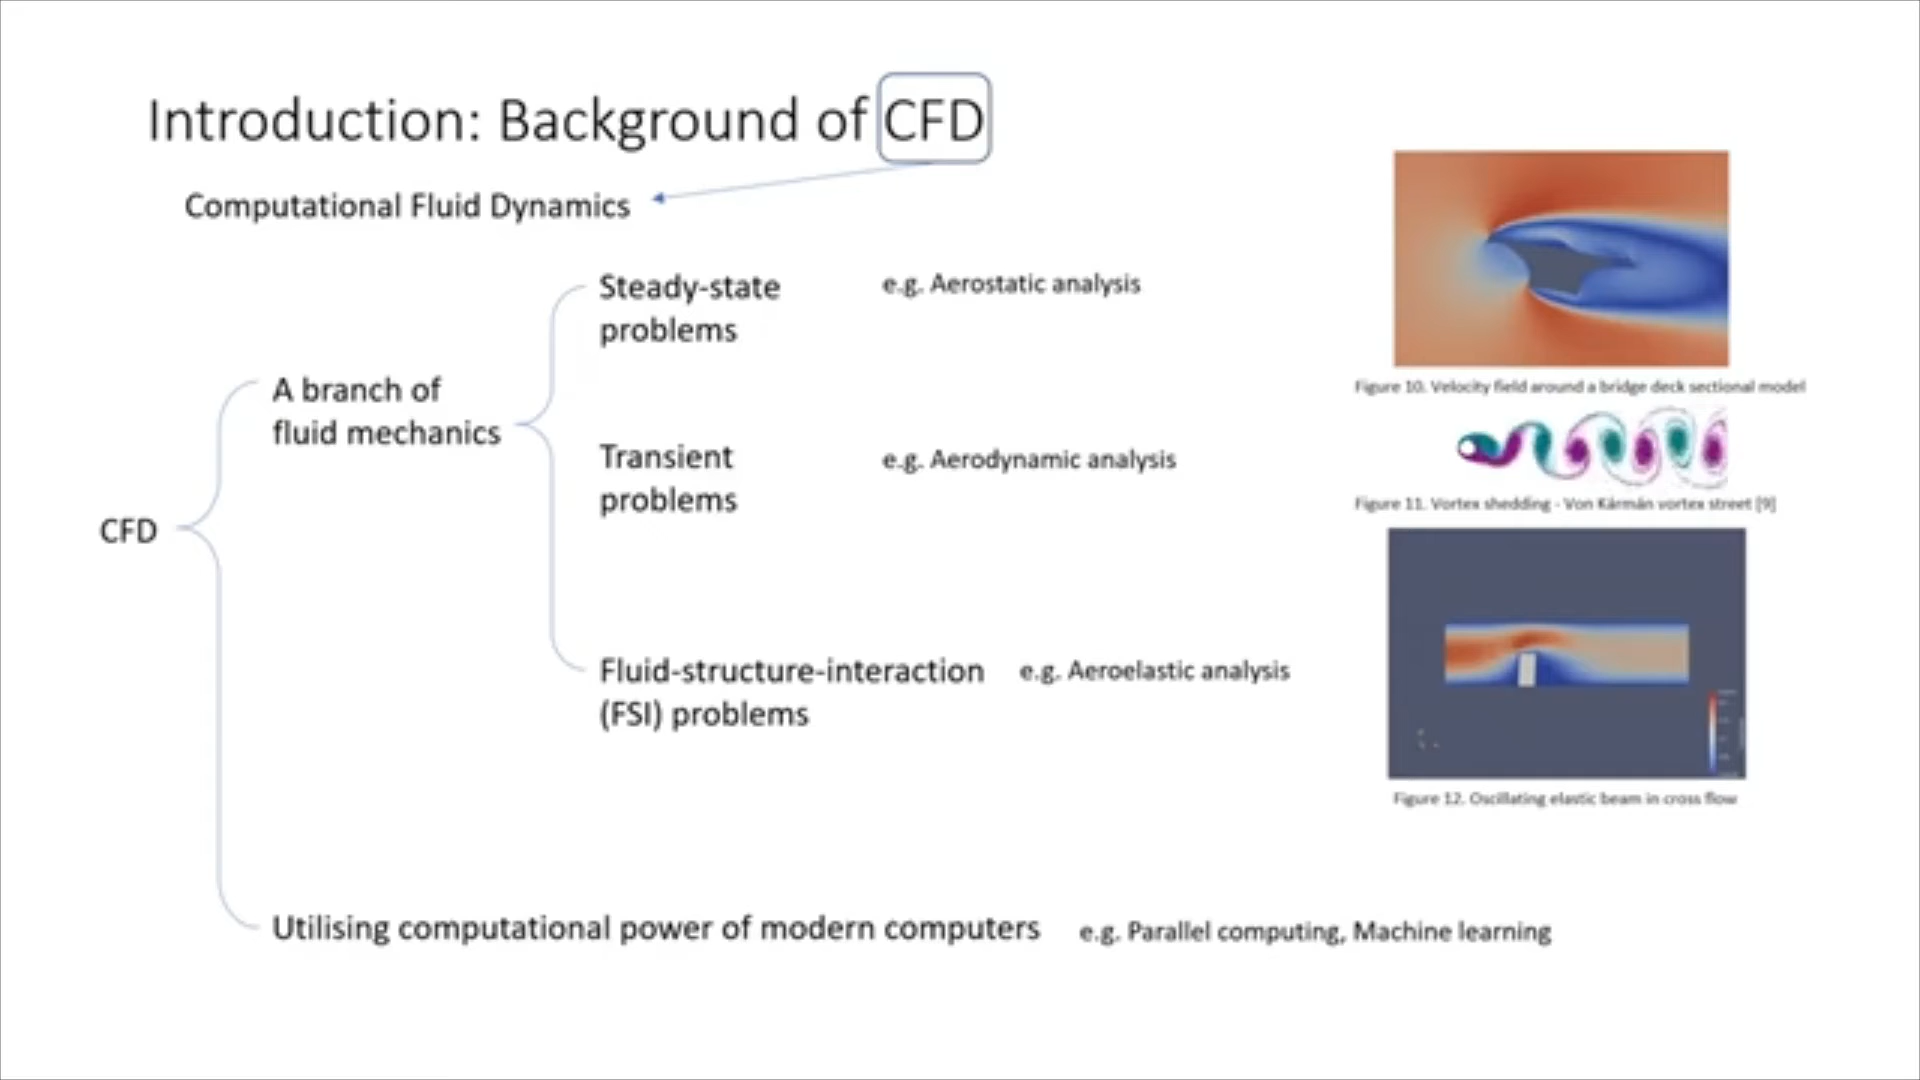 Introduction: Background of CFD
Computational Fluid Dynamics
Steady-state
problems
e.g. Aerostatic analysis
A branch of
fluid mechanics
Transient
problems
e.g. Aerodynamic analysis
CFD
Fluid-structure-interaction
(FSI) problems
e.g. Aeroelastic analysis
Utilising computational power of modern computers
e.g. Parallel computing, Machine learning
Figure 10. Velocity field around a bridge deck sectional model
Figure 11. Vortex shedding - Von Kármán vortex street [9]
Figure 12. Oscillating elastic beam in cross flow